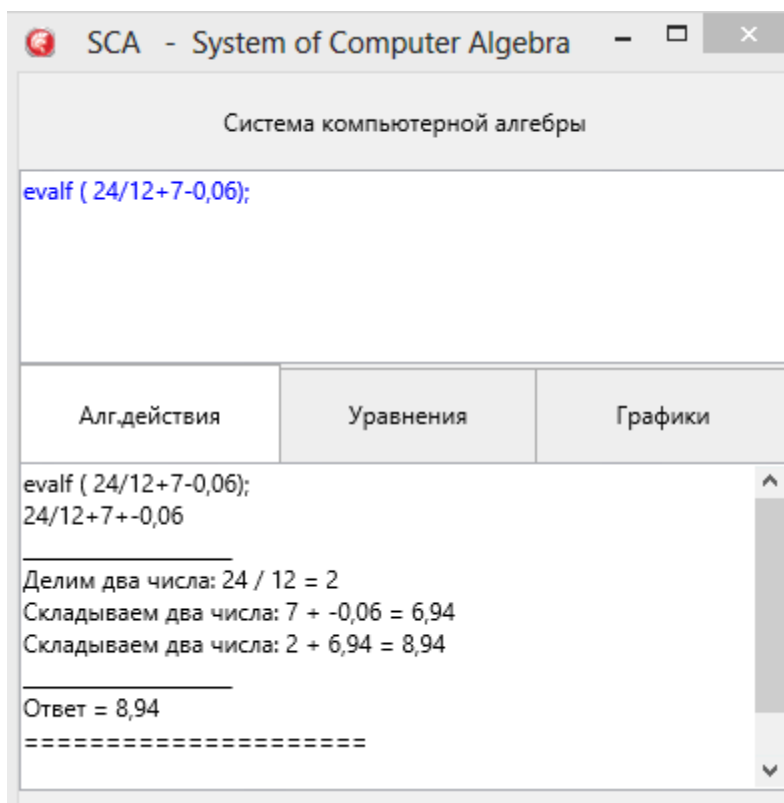 SCA - System of Computer Algebra
Система компьютерной алгебры
evalf ( 24/12+7-0,06);
Алг.действия
Уравнения
Графики
evalf ( 24/12+7-0,06);
24/12+7+-0,06
Делим два числа: 24 / 12 = 2
Складываем два числа: 7 + -0,06 = 6,94
Складываем два числа: 2 + 6,94 = 8,94
Ответ = 8,94
=====================